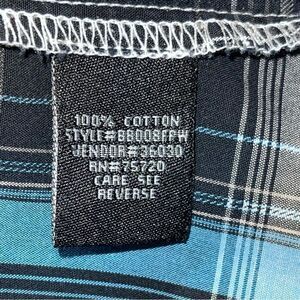 100% COTTON
STYLE#BB008FPW
VENDOR#36030
RN#75720
CARE SEE
REVERSE